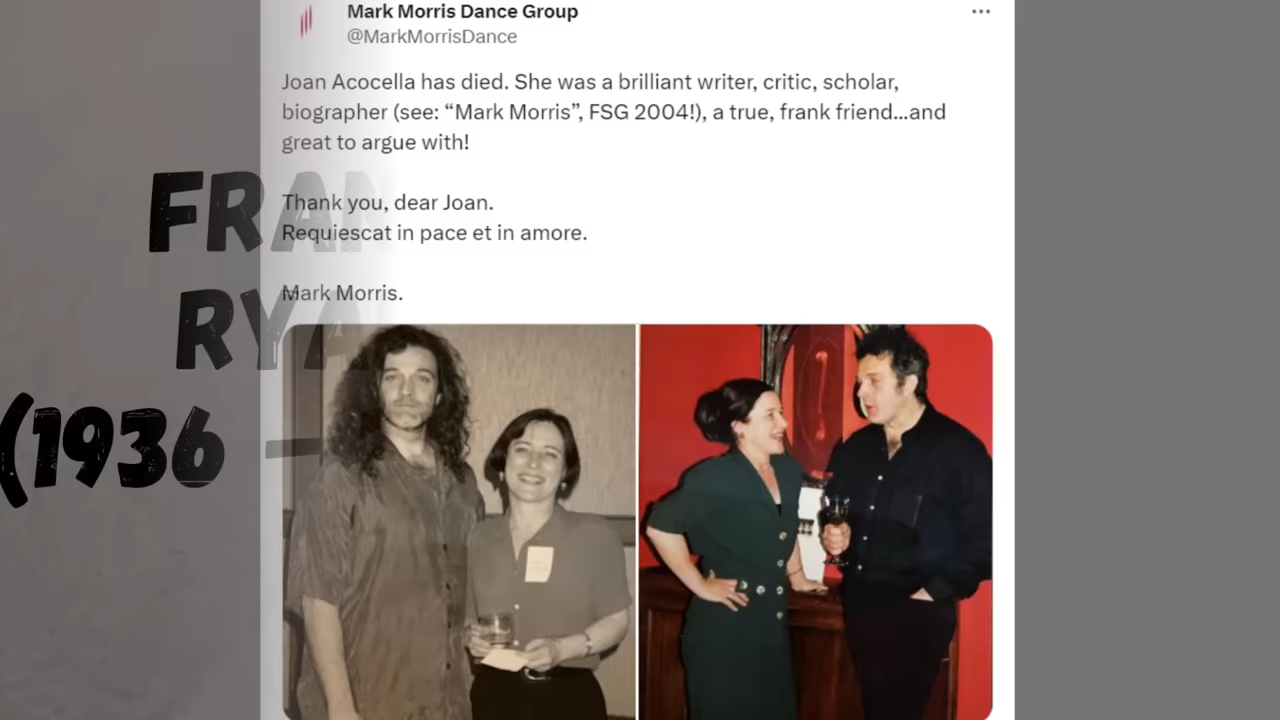 Mark Morris Dance Group
@MarkMorrisDance
Joan Acocella has died. She was a brilliant writer, critic, scholar,
biographer (see: “Mark Morris”, FSG 2004!), a true, frank friend...and
great to argue with!
Thank you, dear Joan.
Requiescat in pace et in amore.
Mark Morris.
FRAN
RYA
(1936 –